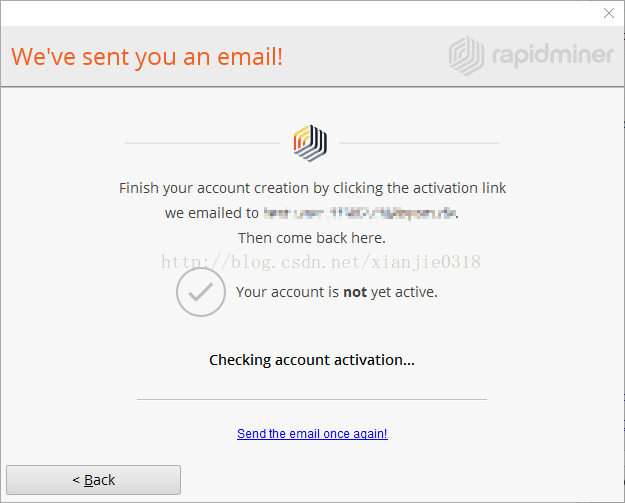 We've sent you an email!
rapidminer
Finish your account creation by clicking the activation link
we emailed to
Then come back here.
http://blog.csdn.net/xianjie0318
Your account is not yet active.
Checking account activation...
Send the email once again!
< Back